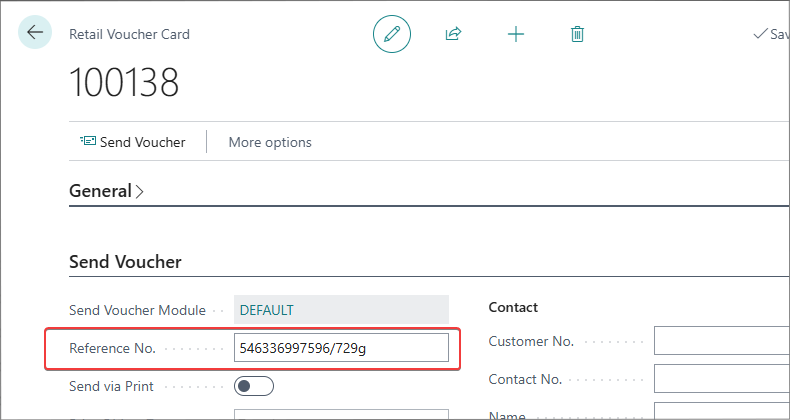 Retail Voucher Card
Sav
100138
Send Voucher
More options
General
Send Voucher
Send Voucher Module
DEFAULT
Reference No.
546336997596/729g
Send via Print
Contact
Customer No.
Contact No.
Name